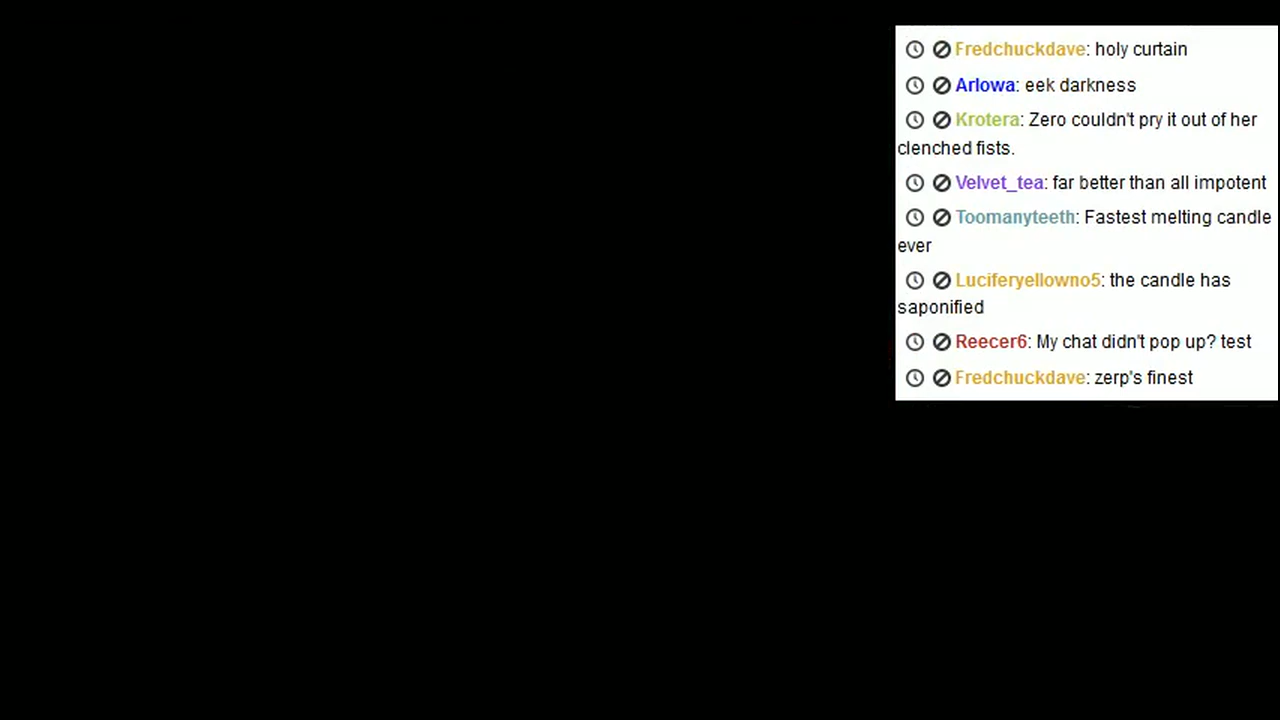 Fredchuckdave: holy curtain
Arlowa: eek darkness
Krotera: Zero couldn't pry it out of her
clenched fists.
Velvet_tea: far better than all impotent
Toomanyteeth: Fastest melting candle
ever
Luciferyellowno5: the candle has
saponified
Reecer6: My chat didn't pop up? test
Fredchuckdave: zerp's finest